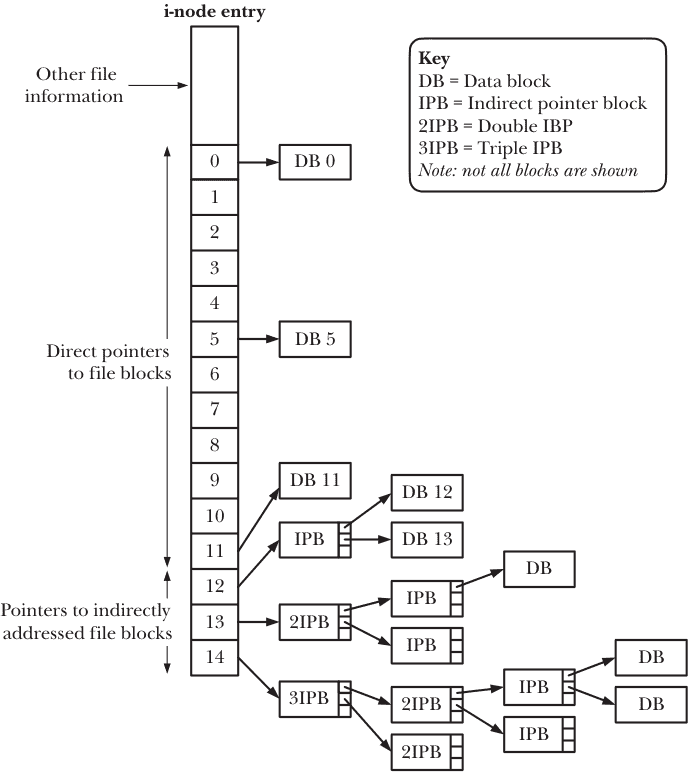 i-node entry
Other file
information
Key
DB = Data block
IPB = Indirect pointer block
2IPB = Double IBP
3IPB = Triple IPB
Note: not all blocks are shown
0
DB 0
1
2
3
4
5
DB 5
Direct pointers
to file blocks
6
7
8
9
DB 11
10
DB 12
11
IPB
DB 13
12
DB
Pointers to indirectly
addressed file blocks
13
2IPB
IPB
IPB
14
DB
3IPB
2IPB
IPB
DB
2IPB
IPB